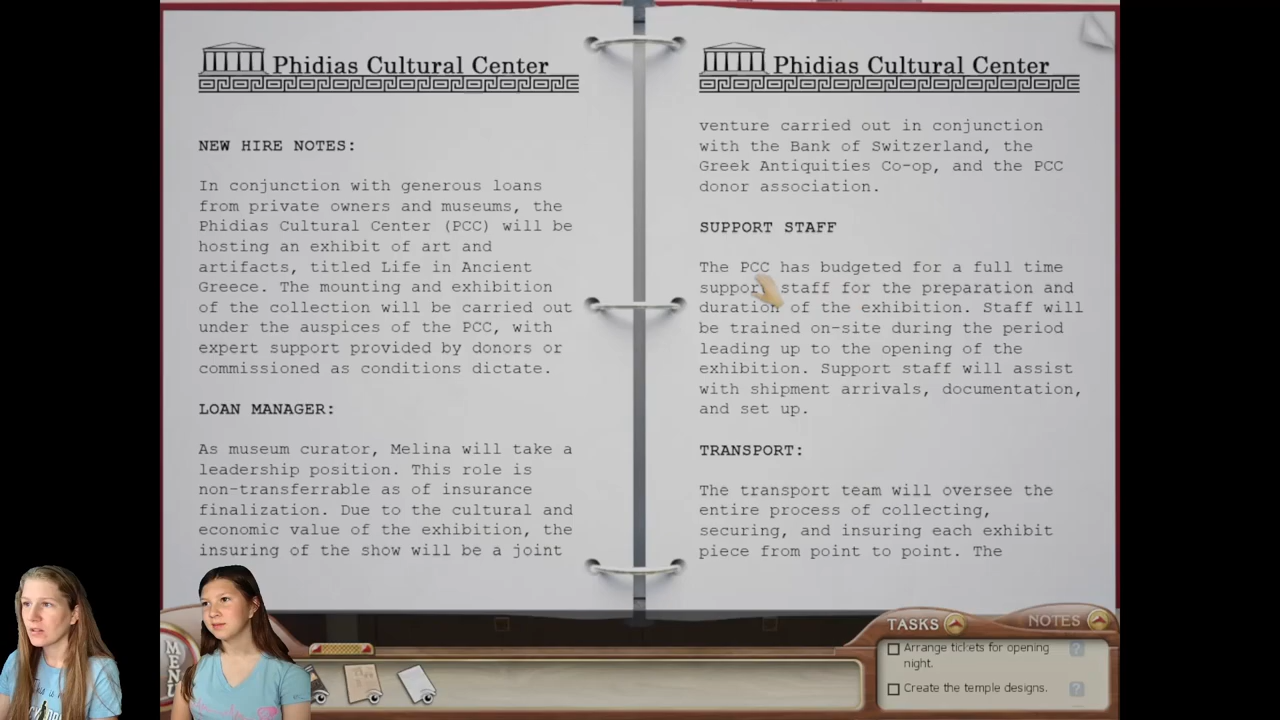 Phidias Cultural Center
NEW HIRE NOTES:
In conjunction with generous loans
from private owners and museums, the
Phidias Cultural Center (PCC) will be
hosting an exhibit of art and
artifacts, titled Life in Ancient
Greece. The mounting and exhibition
of the collection will be carried out
under the auspices of the PCC, with
expert support provided by donors or
commissioned as conditions dictate.
LOAN MANAGER:
As museum curator, Melina will take a
leadership position. This role is
non-transferrable as of insurance
finalization. Due to the cultural and
economic value of the exhibition, the
insuring of the show will be a joint
Phidias Cultural Center
venture carried out in conjunction
with the Bank of Switzerland, the
Greek Antiquities Co-op, and the PCC
donor association.
SUPPORT STAFF
The PCC has budgeted for a full time
support staff for the preparation and
duration of the exhibition. Staff will
be trained on-site during the period
leading up to the opening of the
exhibition. Support staff will assist
with shipment arrivals, documentation,
and set up.
TRANSPORT:
The transport team will oversee the
entire process of collecting,
securing, and insuring each exhibit
piece from point to point. The
MENU
TASKS
NOTES
Arrange tickets for opening
night.
?
Create the temple designs.
?